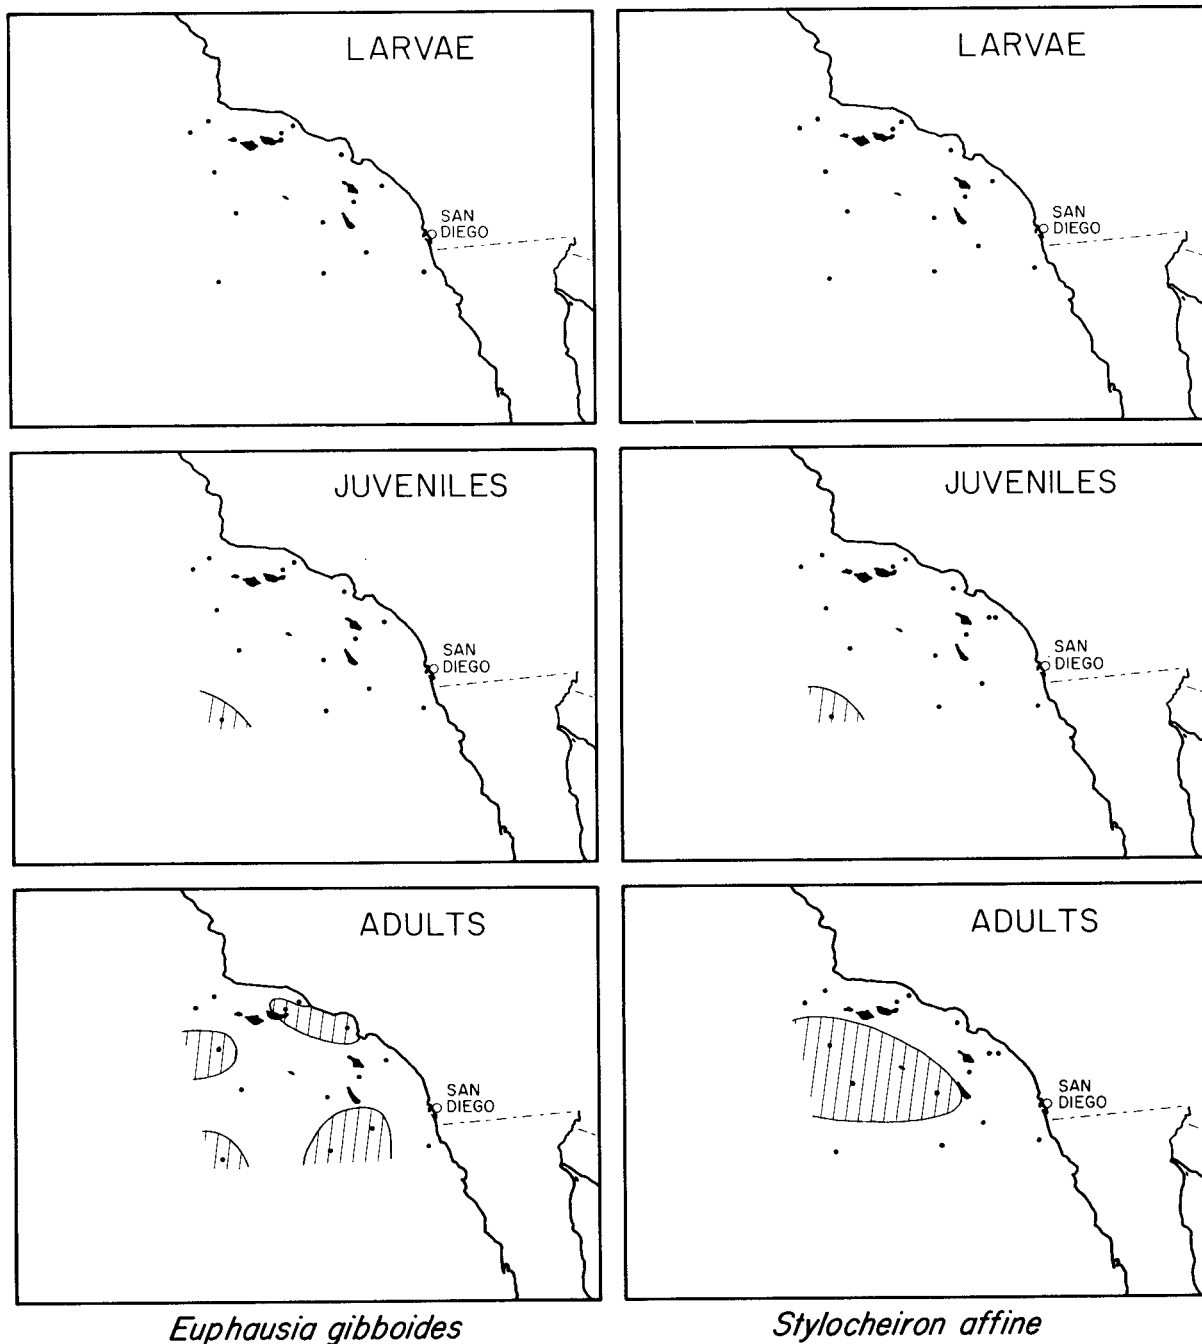 LARVAE
SAN
DIEGO
LARVAE
SAN
DIEGO
JUVENILES
SAN
DIEGO
JUVENILES
SAN
DIEGO
ADULTS
SAN
DIEGO
ADULTS
SAN
DIEGO
Euphausia gibboides
Stylocheiron affine